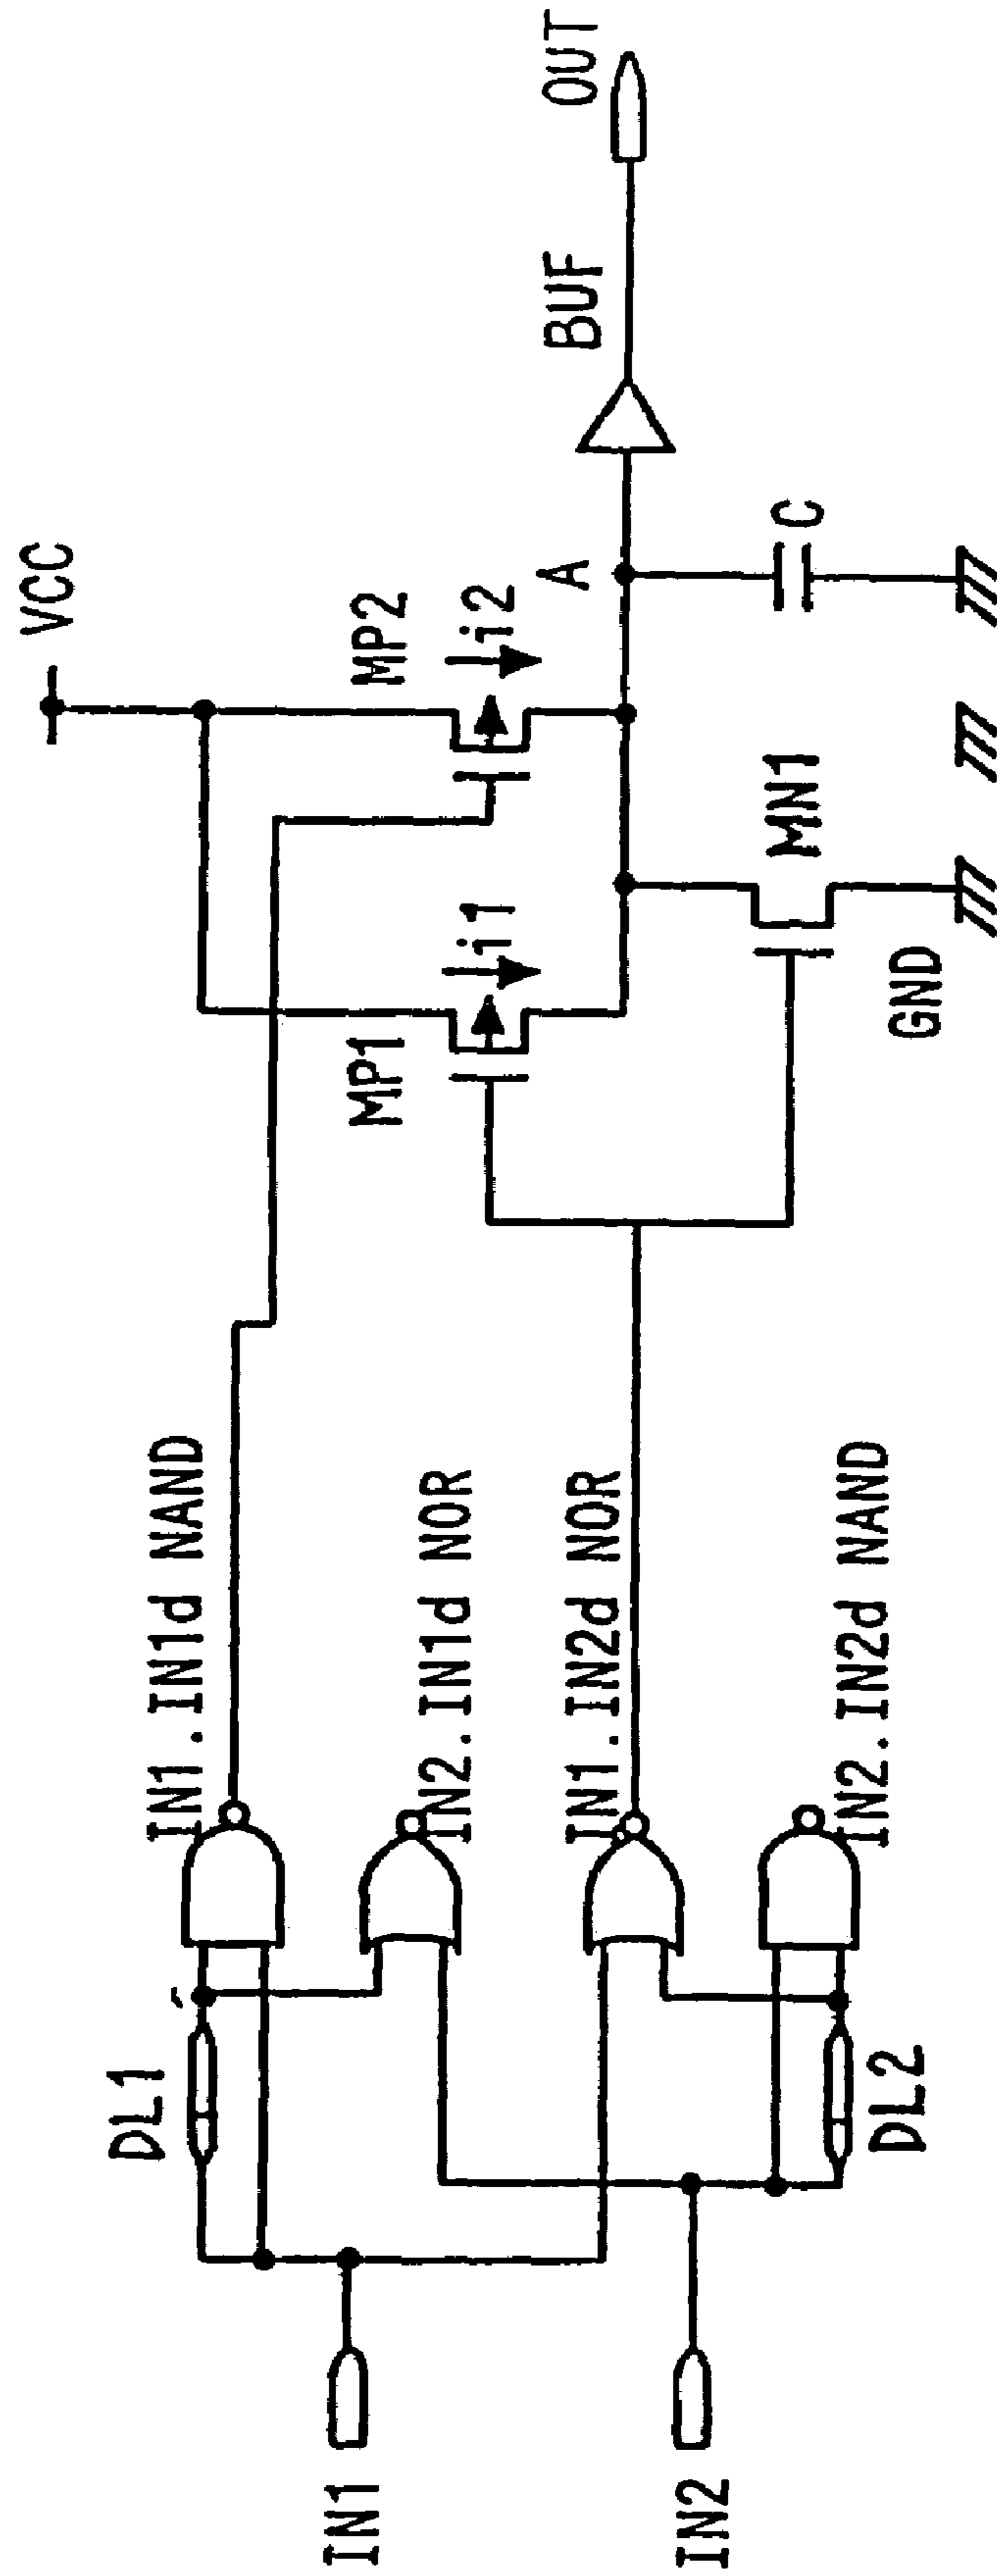 VCC
MP2
i2
MP1
i1
A
BUF
OUT
C
MN1
GND
IN1.IN1d NAND
IN2.IN1d NOR
IN1.IN2d NOR
IN2.IN2d NAND
DL1
DL2
IN1
IN2